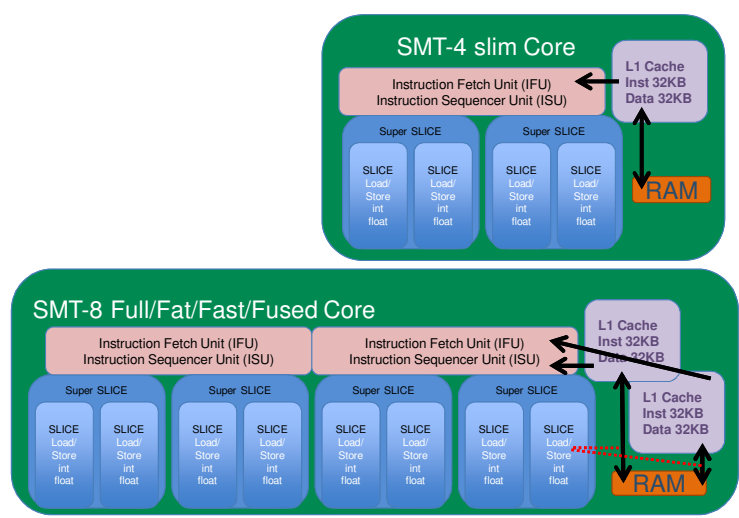 SMT-4 slim Core
L1 Cache
Inst 32KB
Data 32KB
Instruction Fetch Unit (IFU)
Instruction Sequencer Unit (ISU)
Super SLICE
SLICE
Load/
Store
int
float
SLICE
Load/
Store
int
float
Super SLICE
SLICE
Load/
Store
int
float
SLICE
Load/
Store
int
float
RAM
SMT-8 Full/Fat/Fast/Fused Core
L1 Cache
Inst 32KB
Data 32KB
Instruction Fetch Unit (IFU)
Instruction Sequencer Unit (ISU)
Instruction Fetch Unit (IFU)
Instruction Sequencer Unit (ISU)
L1 Cache
Inst 32KB
Data 32KB
Super SLICE
SLICE
Load/
Store
int
float
SLICE
Load/
Store
int
float
Super SLICE
SLICE
Load/
Store
int
float
SLICE
Load/
Store
int
float
Super SLICE
SLICE
Load/
Store
int
float
SLICE
Load/
Store
int
float
Super SLICE
SLICE
Load/
Store
int
float
SLICE
Load/
Store
int
float
RAM